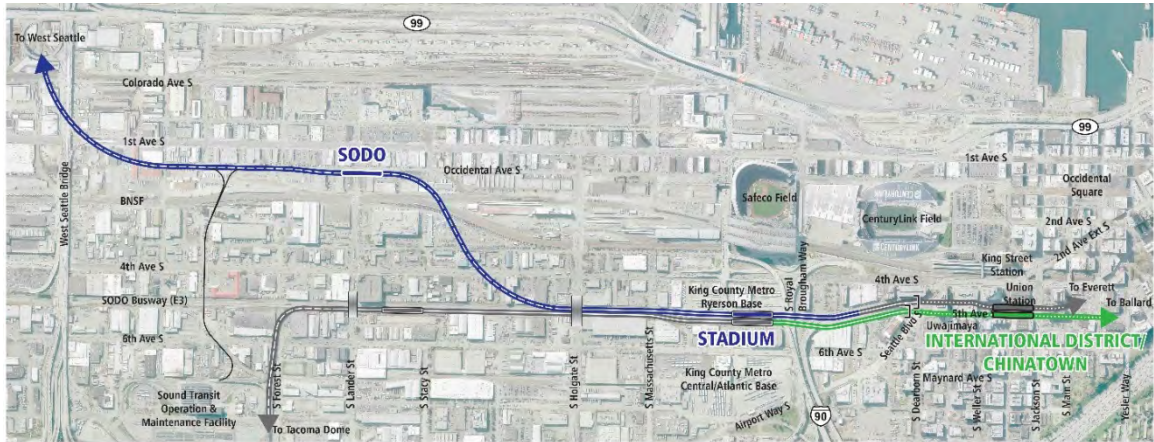 99
To West Seattle
Colorado Ave S
1st Ave S
SODO
Occidental Ave S
1st Ave S
99
Occidental
Square
West Seattle Bridge
BNSF
Safeco Field
CenturyLink Field
CENTURYLINK
2nd Ave S
2nd Ave Ext S
S Royal
Brougham Way
King Street
Station
4th Ave S
4th Ave S
SODO Busway (E3)
King County Metro
Ryerson Base
Union
Station
To Everett
To Ballard
5th Ave S
Uwajimaya
6th Ave S
STADIUM
6th Ave S
Seattle Blvd
INTERNATIONAL DISTRICT/
CHINATOWN
S Forest St
S Lander St
S Stacy St
S Holgate St
S Massachusetts St
King County Metro
Central/Atlantic Base
Maynard Ave S
S Dearborn St
S Weller St
S Jackson St
S Main St
Yesler Way
Sound Transit
Operation &
Maintenance Facility
To Tacoma Dome
Airport Way S
90